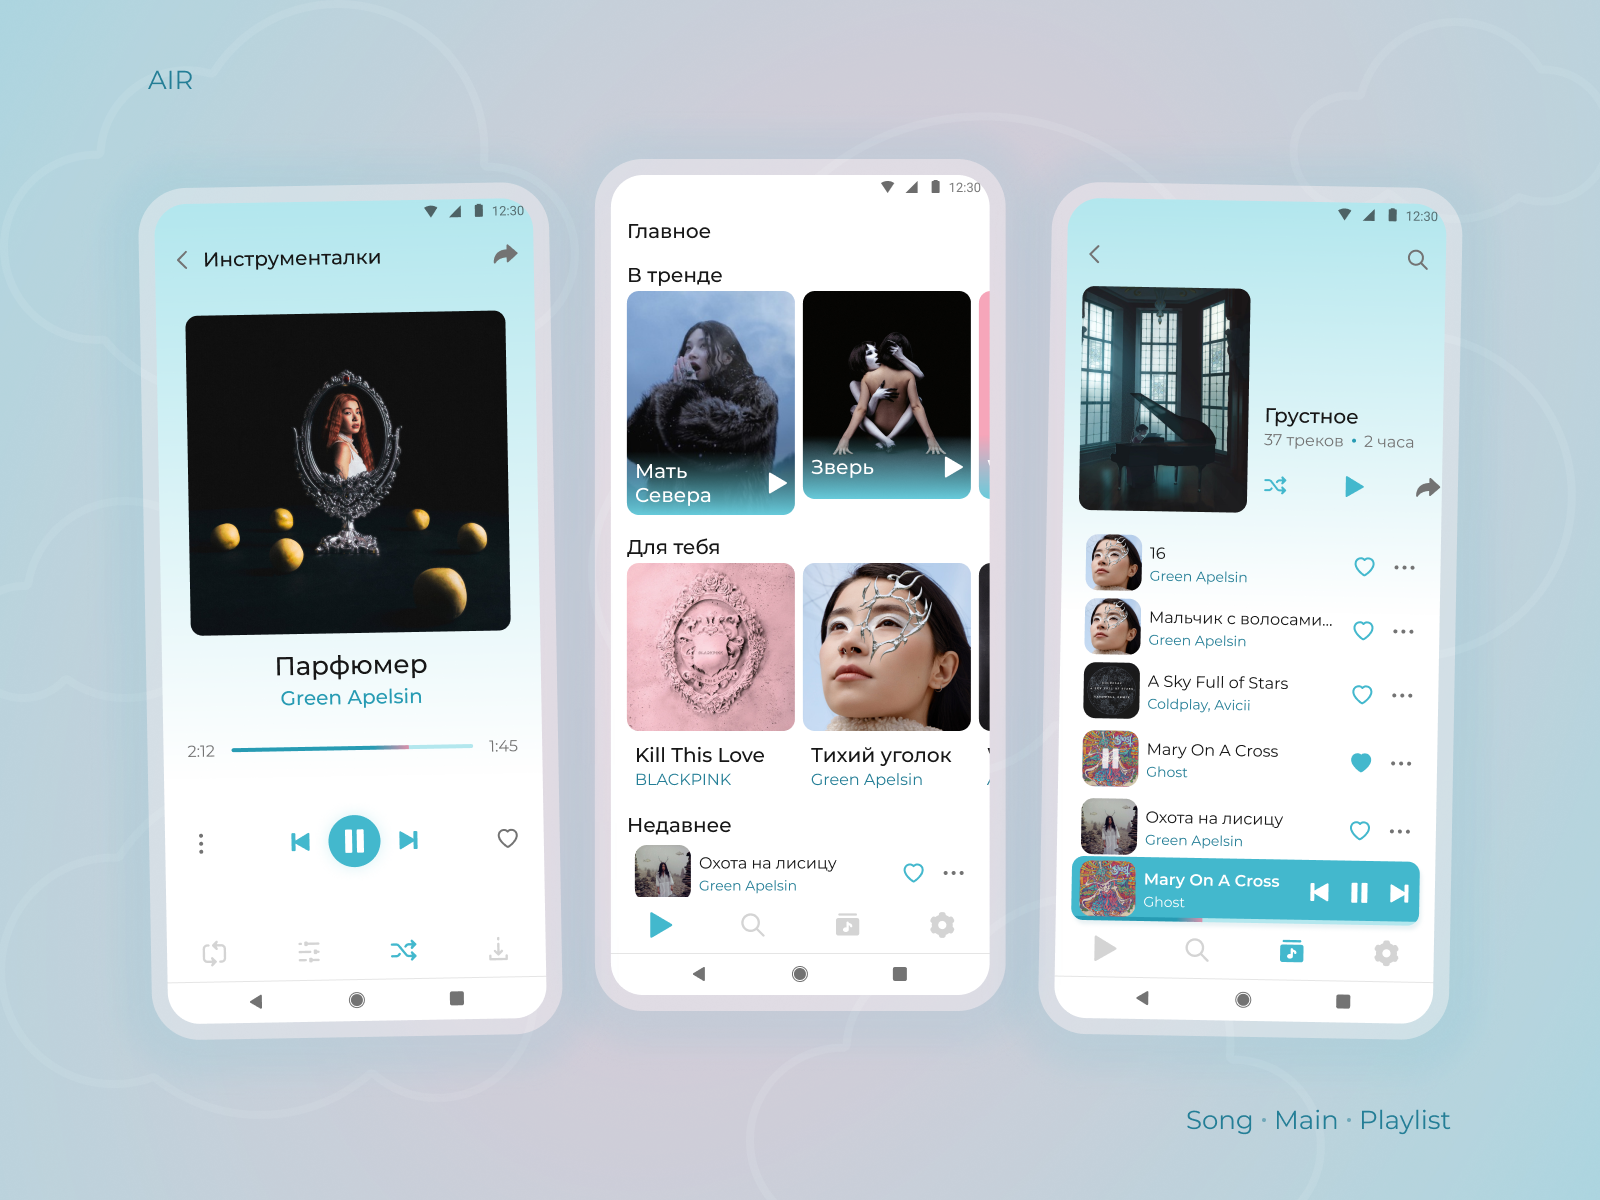 AIR
12:30
Инструменталки
Парфюмер
Green Apelsin
2:12
1:45
12:30
Главное
В тренде
Мать
Севера
Зверь
Для тебя
Kill This Love
BLACKPINK
Тихий уголок
Green Apelsin
Недавнее
Охота на лисицу
Green Apelsin
12:30
Грустное
37 треков • 2 часа
16
Green Apelsin
Мальчик с волосами...
Green Apelsin
A Sky Full of Stars
Coldplay, Avicii
Mary On A Cross
Ghost
Охота на лисицу
Green Apelsin
Mary On A Cross
Ghost
Song · Main · Playlist